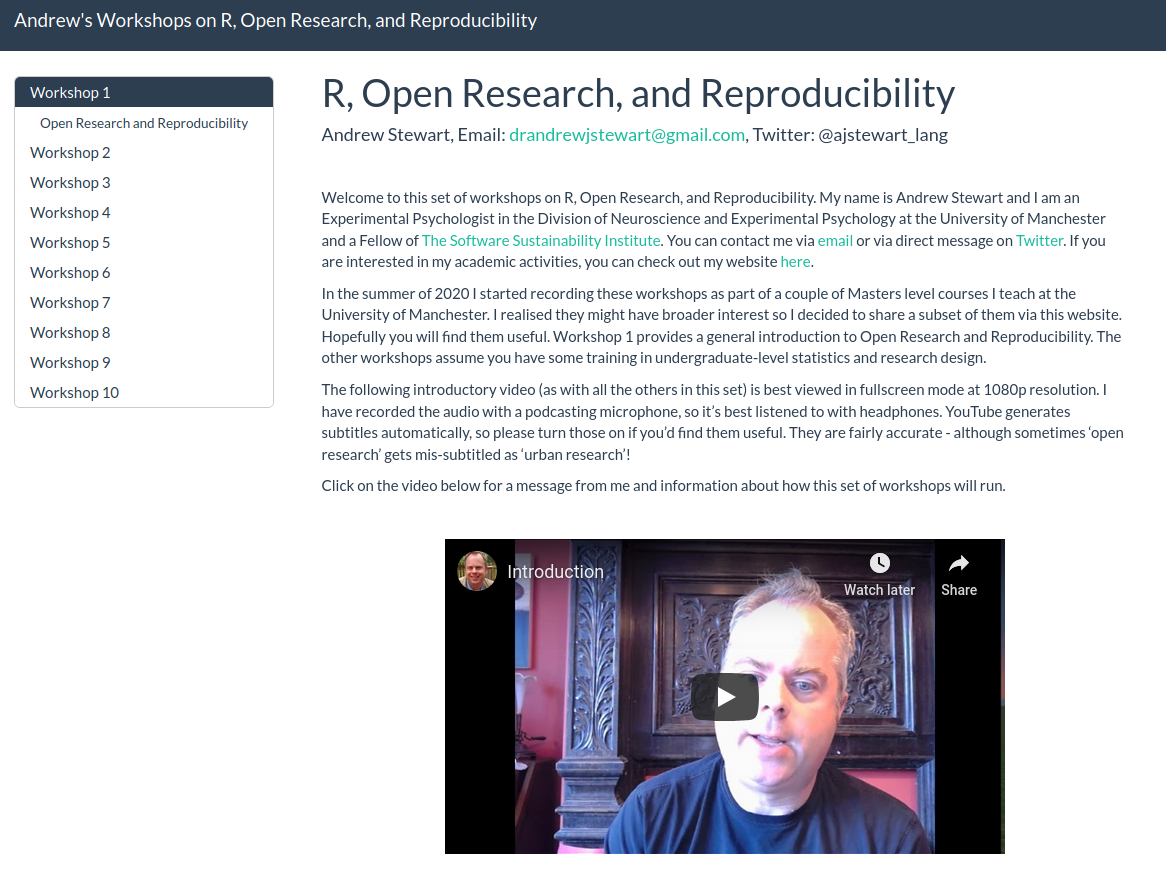 Andrew's Workshops on R, Open Research, and Reproducibility
Workshop 1
Open Research and Reproducibility
Workshop 2
Workshop 3
Workshop 4
Workshop 5
Workshop 6
Workshop 7
Workshop 8
Workshop 9
Workshop 10
R, Open Research, and Reproducibility
Andrew Stewart, Email: drandrewjstewart@gmail.com, Twitter: @ajstewart_lang
Welcome to this set of workshops on R, Open Research, and Reproducibility. My name is Andrew Stewart and I am an
Experimental Psychologist in the Division of Neuroscience and Experimental Psychology at the University of Manchester
and a Fellow of The Software Sustainability Institute. You can contact me via email or via direct message on Twitter. If you
are interested in my academic activities, you can check out my website here.
In the summer of 2020 I started recording these workshops as part of a couple of Masters level courses I teach at the
University of Manchester. I realised they might have broader interest so I decided to share a subset of them via this website.
Hopefully you will find them useful. Workshop 1 provides a general introduction to Open Research and Reproducibility. The
other workshops assume you have some training in undergraduate-level statistics and research design.
The following introductory video (as with all the others in this set) is best viewed in fullscreen mode at 1080p resolution. I
have recorded the audio with a podcasting microphone, so it’s best listened to with headphones. YouTube generates
subtitles automatically, so please turn those on if you’d find them useful. They are fairly accurate - although sometimes ‘open
research’ gets mis-subtitled as ‘urban research’!
Click on the video below for a message from me and information about how this set of workshops will run.
Introduction
Watch later
Share